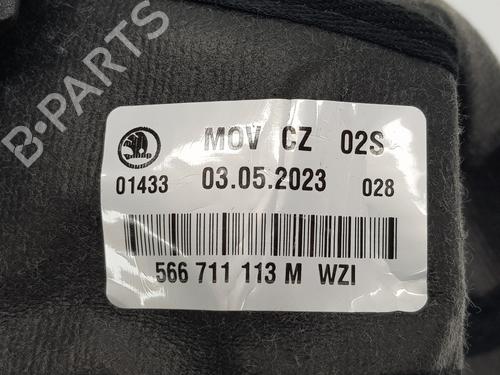 B-PARTS
MOV CZ 02S
01433 03.05.2023 028
566 711 113 M WZI